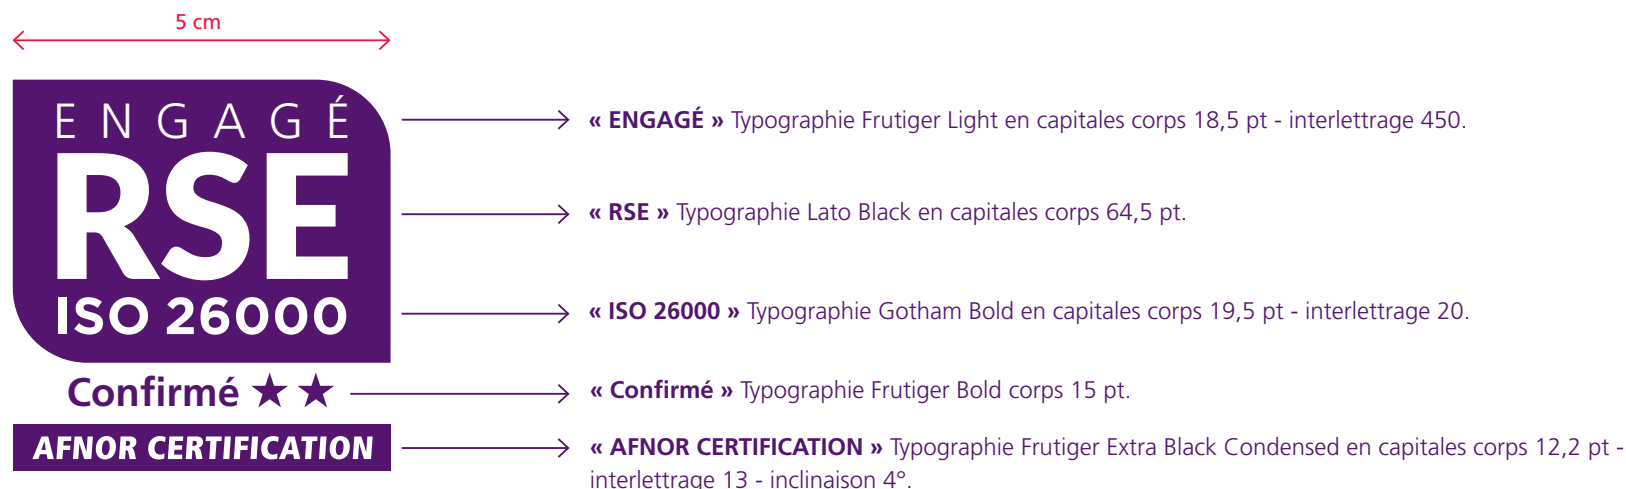 5 cm
ENGAGÉ
RSE
ISO 26000
Confirmé ★ ★
AFNOR CERTIFICATION
« ENGAGÉ » Typographie Frutiger Light en capitales corps 18,5 pt - interlettrage 450.
« RSE » Typographie Lato Black en capitales corps 64,5 pt.
« ISO 26000 » Typographie Gotham Bold en capitales corps 19,5 pt - interlettrage 20.
« Confirmé » Typographie Frutiger Bold corps 15 pt.
« AFNOR CERTIFICATION » Typographie Frutiger Extra Black Condensed en capitales corps 12,2 pt -
interlettrage 13 - inclinaison 4°.